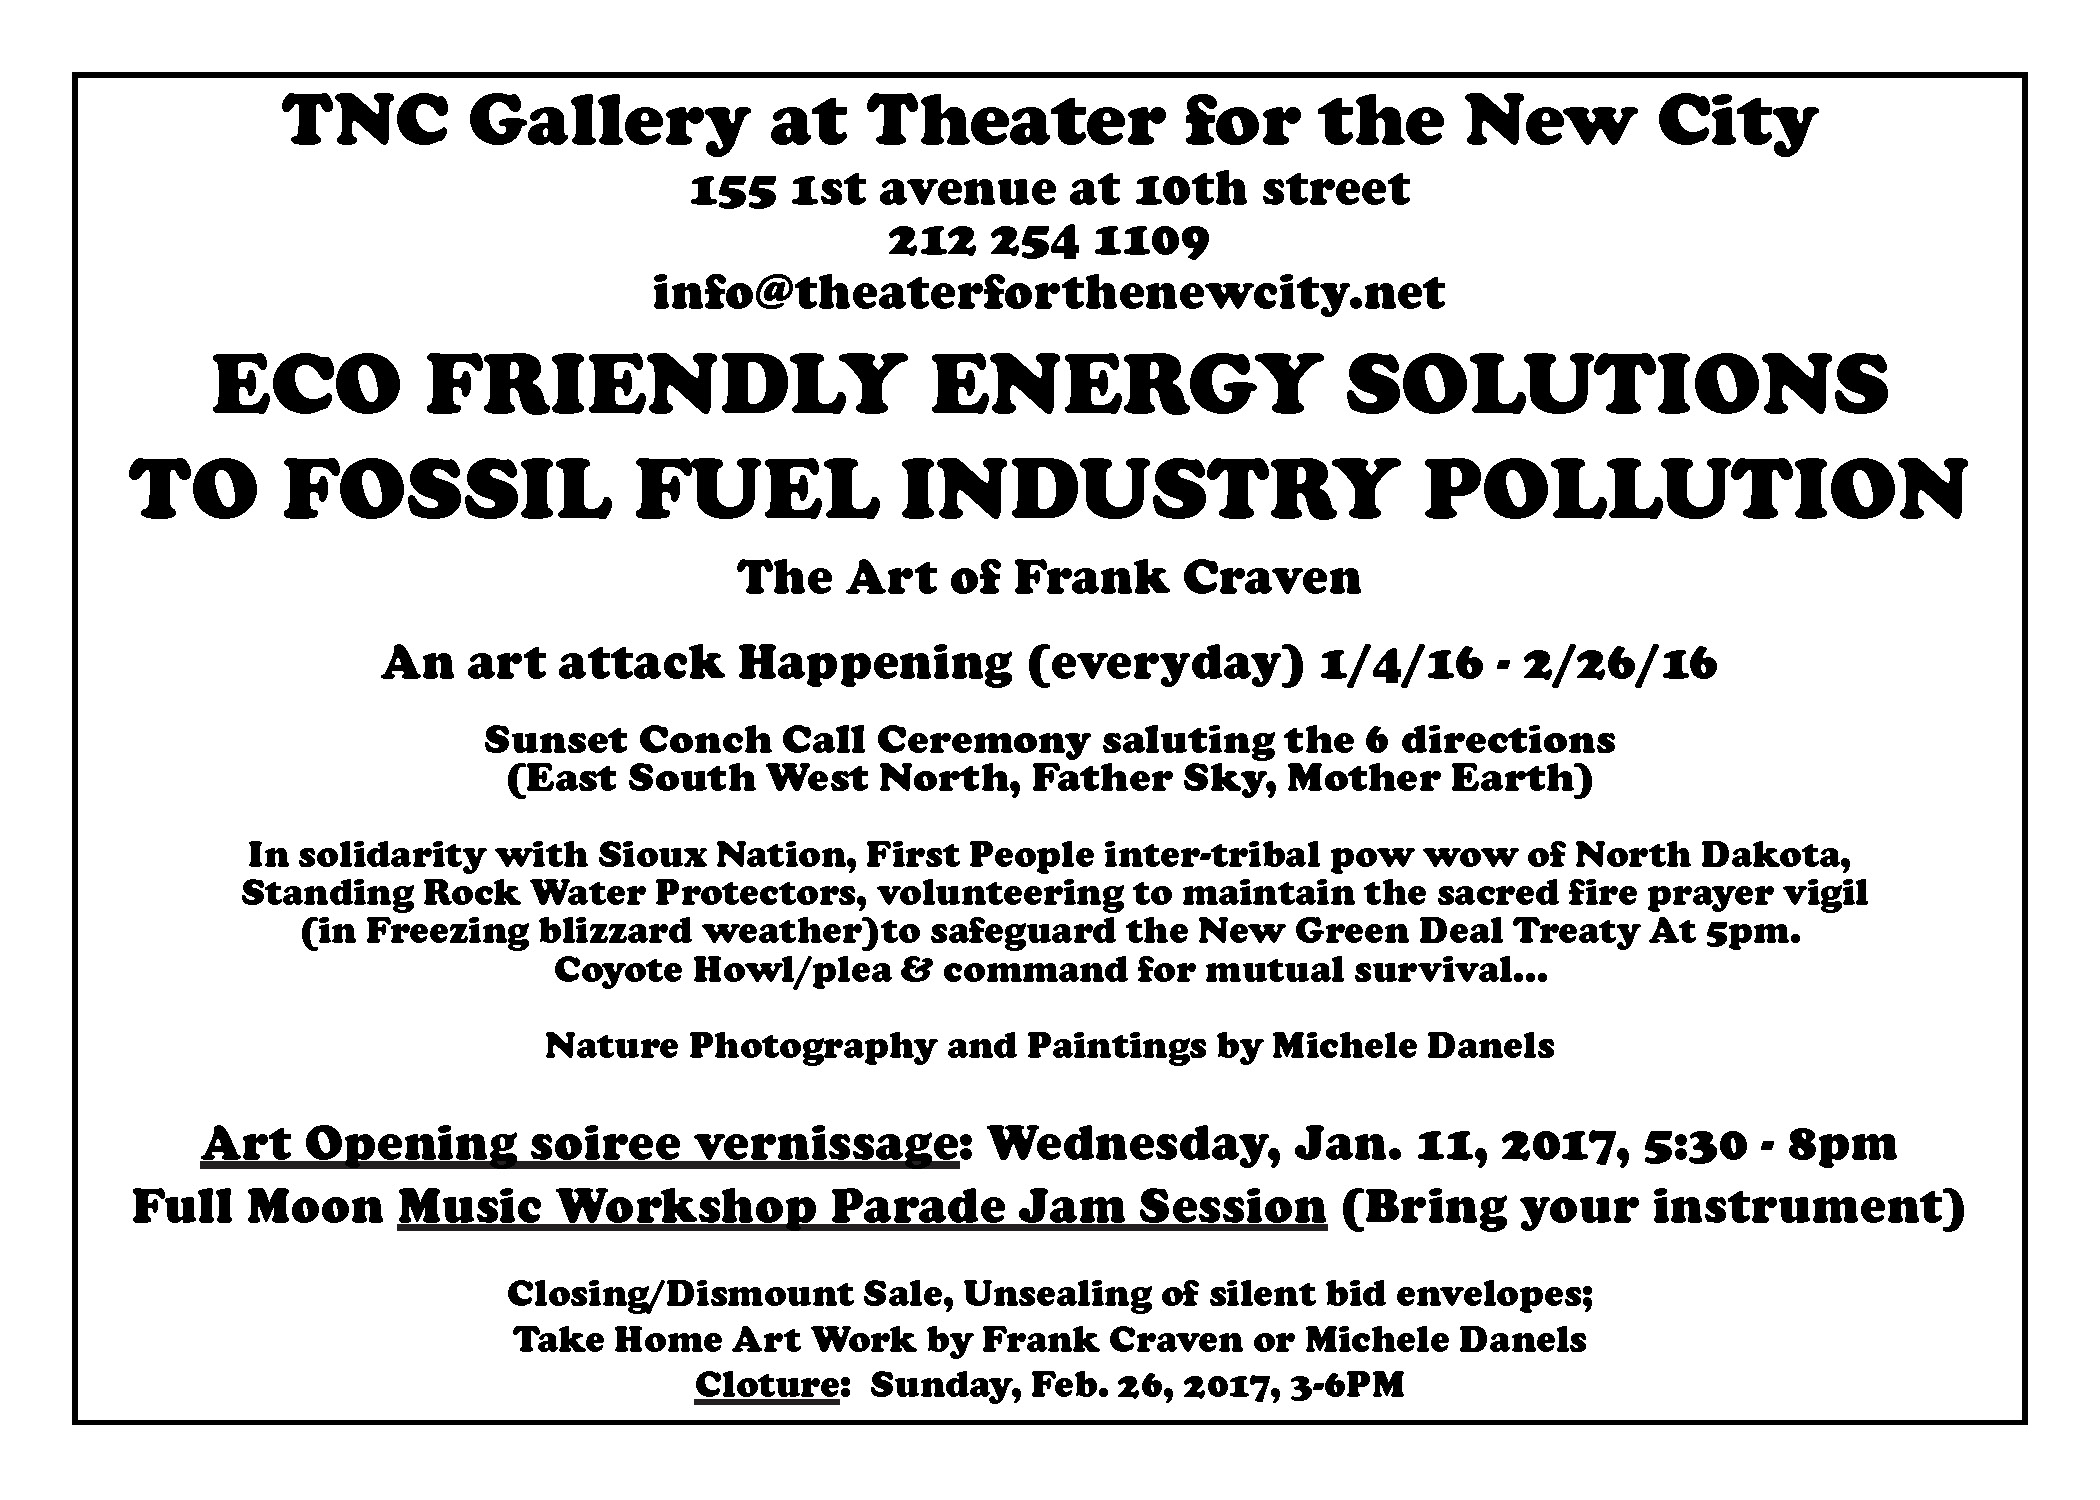 TNC Gallery at Theater for the New City
155 1st avenue at 10th street
212 254 1109
info@theaterforthenewcity.net
ECO FRIENDLY ENERGY SOLUTIONS
TO FOSSIL FUEL INDUSTRY POLLUTION
The Art of Frank Craven
An art attack Happening (everyday) 1/4/16 - 2/26/16
Sunset Conch Call Ceremony saluting the 6 directions
(East South West North, Father Sky, Mother Earth)
In solidarity with Sioux Nation, First People inter-tribal pow wow of North Dakota,
Standing Rock Water Protectors, volunteering to maintain the sacred fire prayer vigil
(in Freezing blizzard weather)to safeguard the New Green Deal Treaty At 5pm.
Coyote Howl/plea & command for mutual survival...
Nature Photography and Paintings by Michele Danels
Art Opening soiree vernissage: Wednesday, Jan. 11, 2017, 5:30 - 8pm
Full Moon Music Workshop Parade Jam Session (Bring your instrument)
Closing/Dismount Sale, Unsealing of silent bid envelopes;
Take Home Art Work by Frank Craven or Michele Danels
Cloture: Sunday, Feb. 26, 2017, 3-6PM